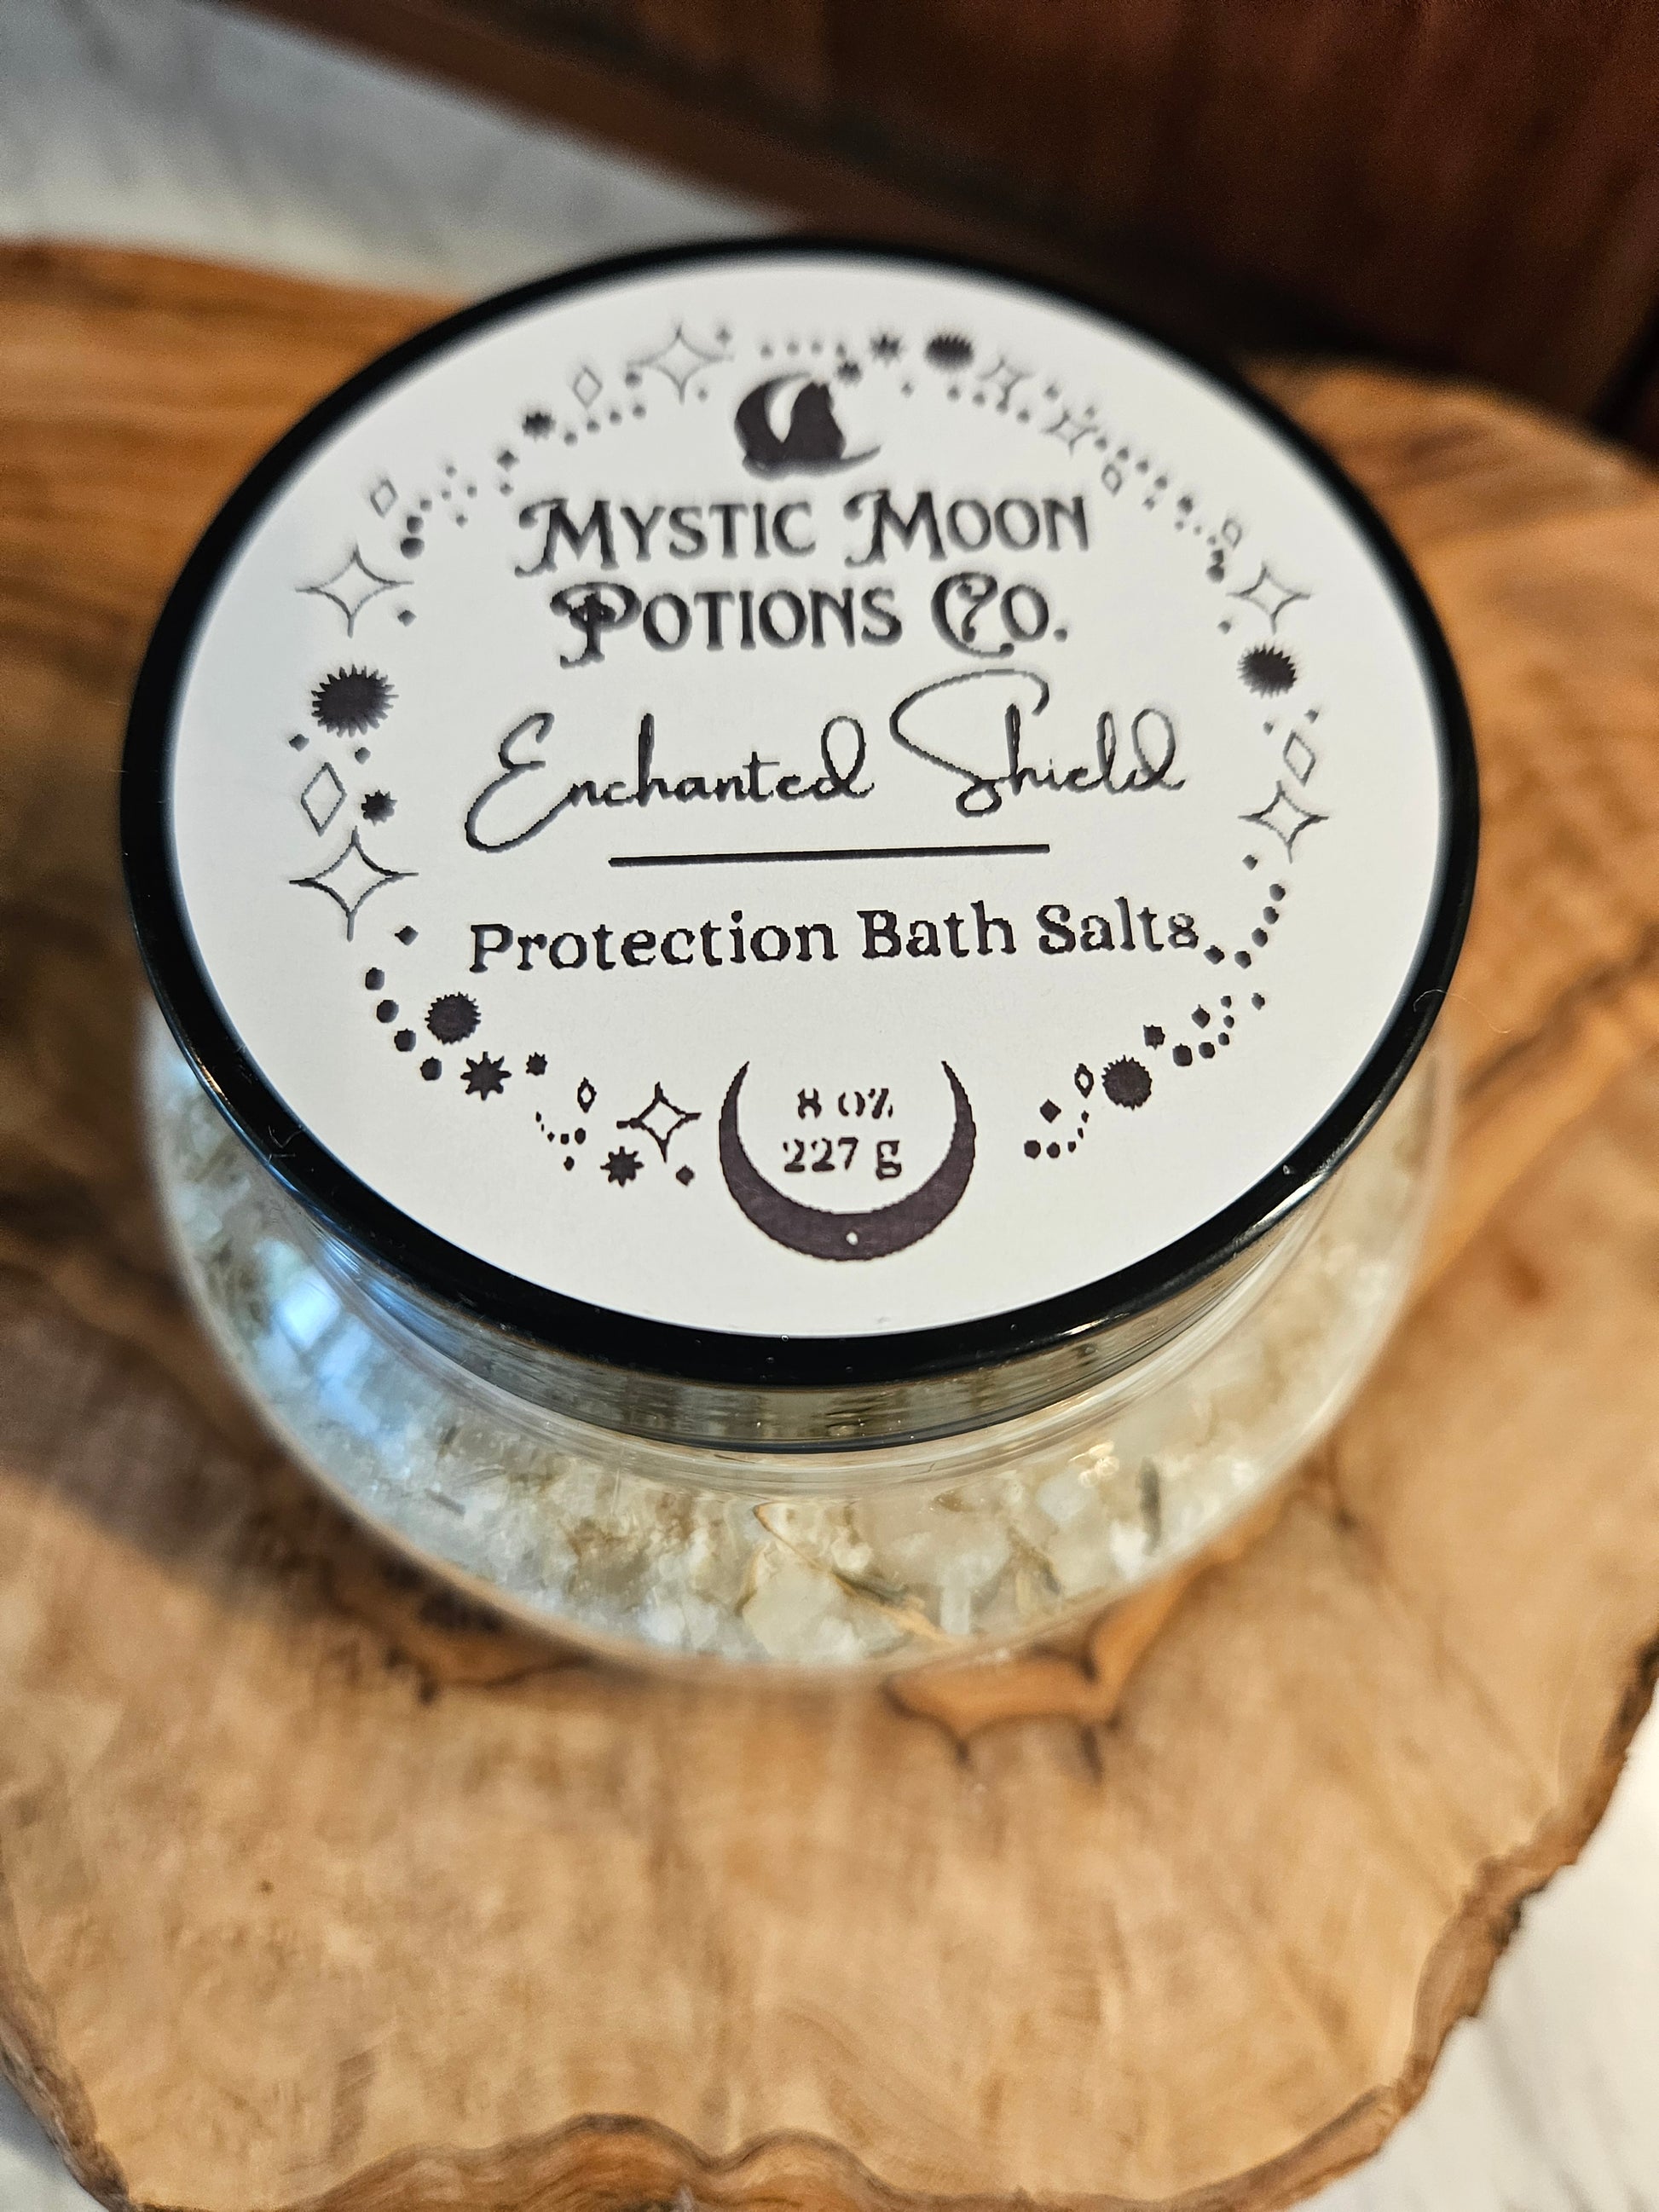 Mystic Moon
Potions Co.
Enchanted Shield
Protection Bath Salts
8 oz
227 g